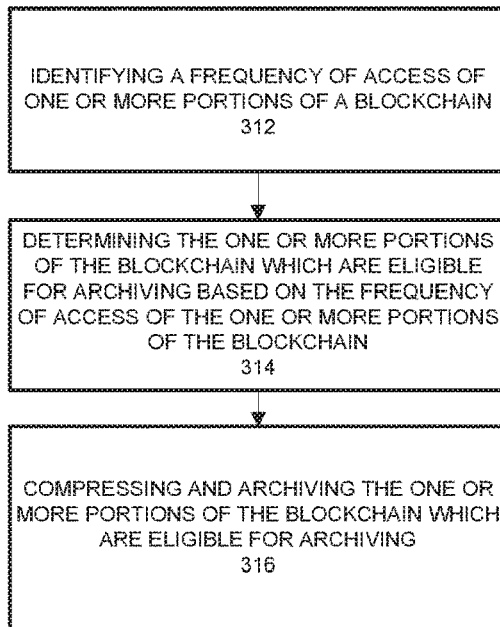 IDENTIFYING A FREQUENCY OF ACCESS OF
ONE OR MORE PORTIONS OF A BLOCKCHAIN
312
DETERMINING THE ONE OR MORE PORTIONS
OF THE BLOCKCHAIN WHICH ARE ELIGIBLE
FOR ARCHIVING BASED ON THE FREQUENCY
OF ACCESS OF THE ONE OR MORE PORTIONS
OF THE BLOCKCHAIN
314
COMPRESSING AND ARCHIVING THE ONE OR
MORE PORTIONS OF THE BLOCKCHAIN WHICH
ARE ELIGIBLE FOR ARCHIVING
316